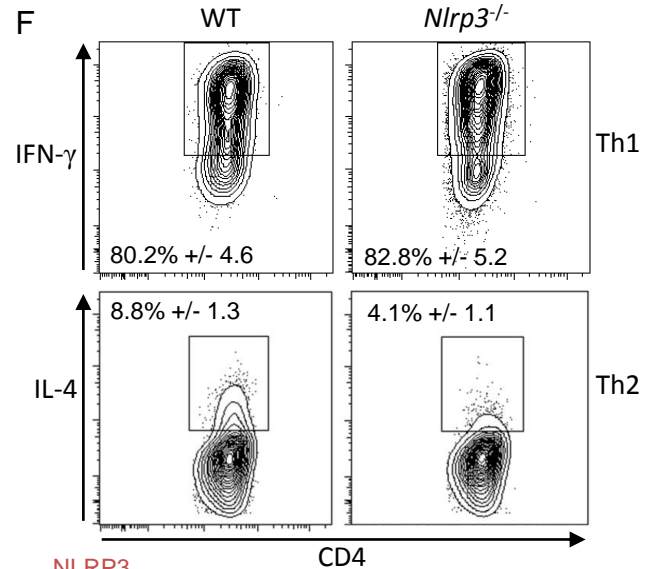 F
WT
Nlrp3-/-
IFN-γ
Th1
80.2% +/- 4.6
82.8% +/- 5.2
8.8% +/- 1.3
4.1% +/- 1.1
IL-4
Th2
CD4
NLRP3